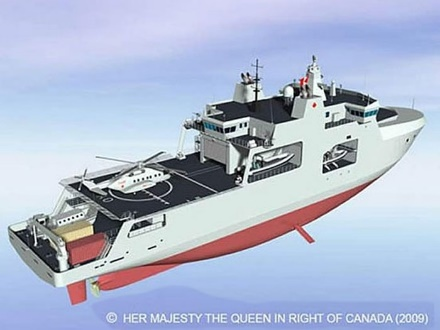 © HER MAJESTY THE QUEEN IN RIGHT OF CANADA (2009)